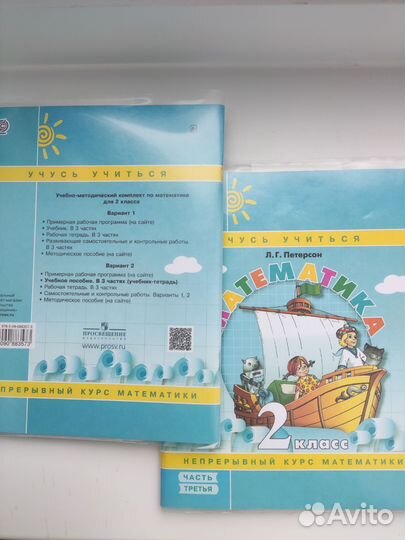 УЧУСЬ УЧИТЬСЯ
Учебно-методический комплект по математике
для 2 класса
Вариант 1
• Примерная рабочая программа (на сайте)
• Учебник. В 3 частях
• Рабочая тетрадь. В 3 частях
• Развивающие самостоятельные и контрольные работы.
В 3 частях
• Методическое пособие (на сайте)
Вариант 2
• Примерная рабочая программа (на сайте)
• Учебное пособие. В 3 частях (учебник-тетрадь)
• Рабочая тетрадь. В 3 частях
• Самостоятельные и контрольные работы. Варианты 1, 2
• Методическое пособие (на сайте)
ПРОСВЕЩЕНИЕ
ИЗДАТЕЛЬСТВО
www.prosv.ru
ПРЕРЫВНЫЙ КУРС МАТЕМАТИКИ
УЧУСЬ УЧИТЬСЯ
Л.Г. Петерсон
МАТЕМАТИКА
2 класс
НЕПРЕРЫВНЫЙ КУРС МАТЕМАТИКИ
ЧАСТЬ
ТРЕТЬЯ
Avito